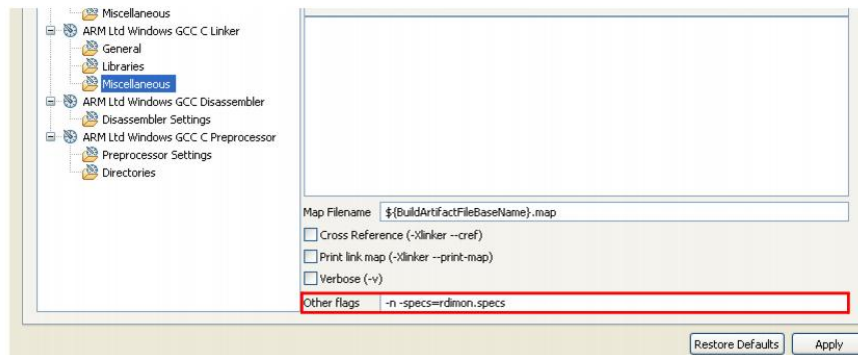 Miscellaneous
ARM Ltd Windows GCC C Linker
General
Libraries
Miscellaneous
ARM Ltd Windows GCC Disassembler
Disassembler Settings
ARM Ltd Windows GCC C Preprocessor
Preprocessor Settings
Directories
Map Filename ${BuildArtifactFileBaseName}.map
Cross Reference (-Xlinker --cref)
Print link map (-Xlinker --print-map)
Verbose (-v)
Other flags -n -specs=rdimon.specs
Restore Defaults Apply